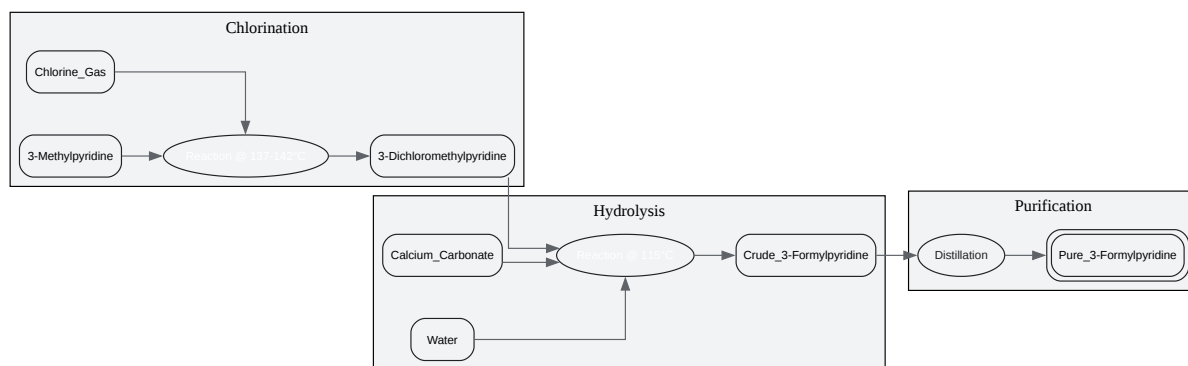 Chlorination
Chlorine_Gas
3-Methylpyridine
Reaction @ 137-142°C
3-Dichloromethylpyridine
Hydrolysis
Calcium_Carbonate
Reaction @ 115°C
Crude_3-Formylpyridine
Water
Purification
Distillation
Pure_3-Formylpyridine